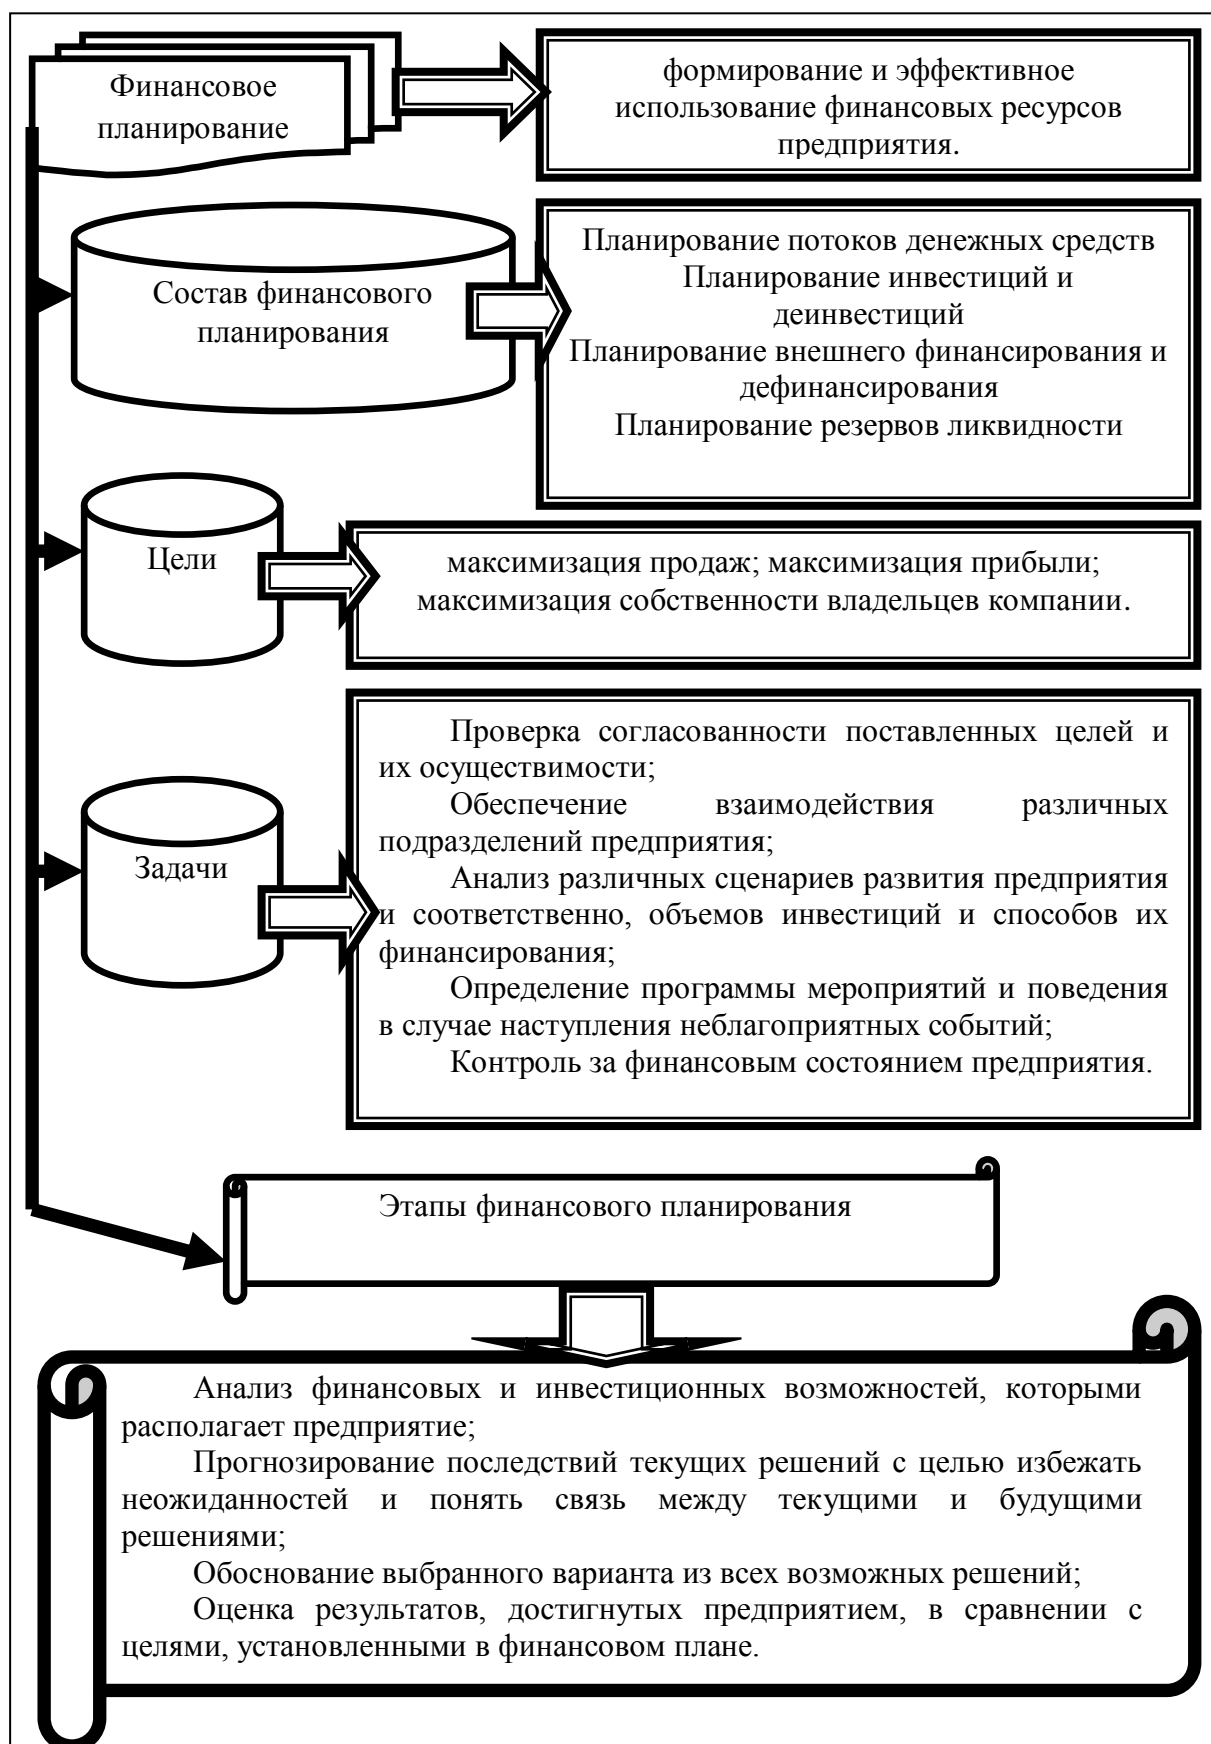 Финансовое
планирование
формирование и эффективное
использование финансовых ресурсов
предприятия.
Состав финансового
планирования
Планирование потоков денежных средств
Планирование инвестиций и
деинвестиций
Планирование внешнего финансирования и
дефинансирования
Планирование резервов ликвидности
Цели
максимизация продаж; максимизация прибыли;
максимизация собственности владельцев компании.
Задачи
Проверка согласованности поставленных целей и
их осуществимости;
Обеспечение взаимодействия различных
подразделений предприятия;
Анализ различных сценариев развития предприятия
и соответственно, объемов инвестиций и способов их
финансирования;
Определение программы мероприятий и поведения
в случае наступления неблагоприятных событий;
Контроль за финансовым состоянием предприятия.
Этапы финансового планирования
Анализ финансовых и инвестиционных возможностей, которыми
располагает предприятие;
Прогнозирование последствий текущих решений с целью избежать
неожиданностей и понять связь между текущими и будущими
решениями;
Обоснование выбранного варианта из всех возможных решений;
Оценка результатов, достигнутых предприятием, в сравнении с
целями, установленными в финансовом плане.